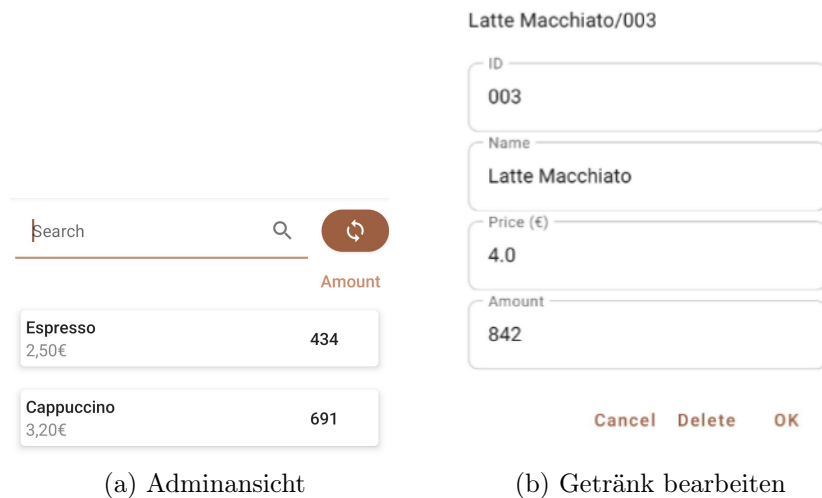 Search
Amount
Espresso
2,50€
434
Cappuccino
3,20€
691
(a) Adminansicht
Latte Macchiato/003
ID
003
Name
Latte Macchiato
Price (€)
4.0
Amount
842
Cancel Delete OK
(b) Getränk bearbeiten